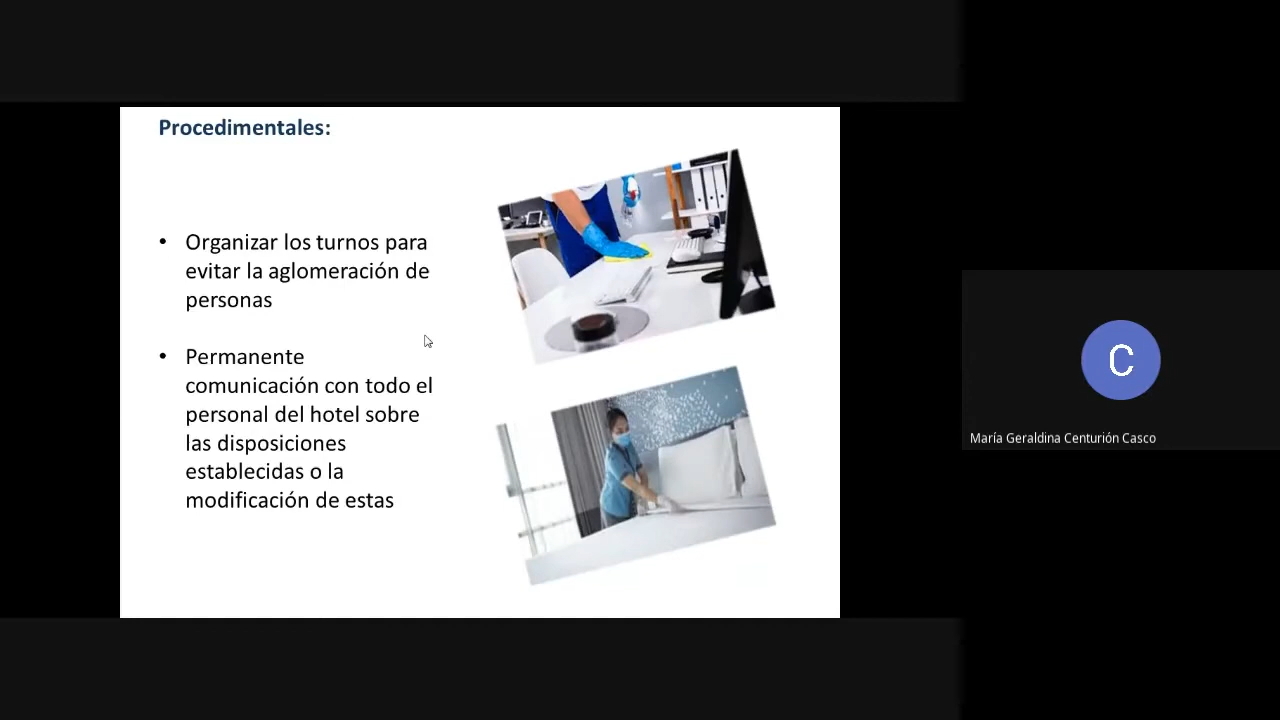 Procedimentales:
• Organizar los turnos para
evitar la aglomeración de
personas
• Permanente
comunicación con todo el
personal del hotel sobre
las disposiciones
establecidas o la
modificación de estas
C
María Geraldina Centurión Casco